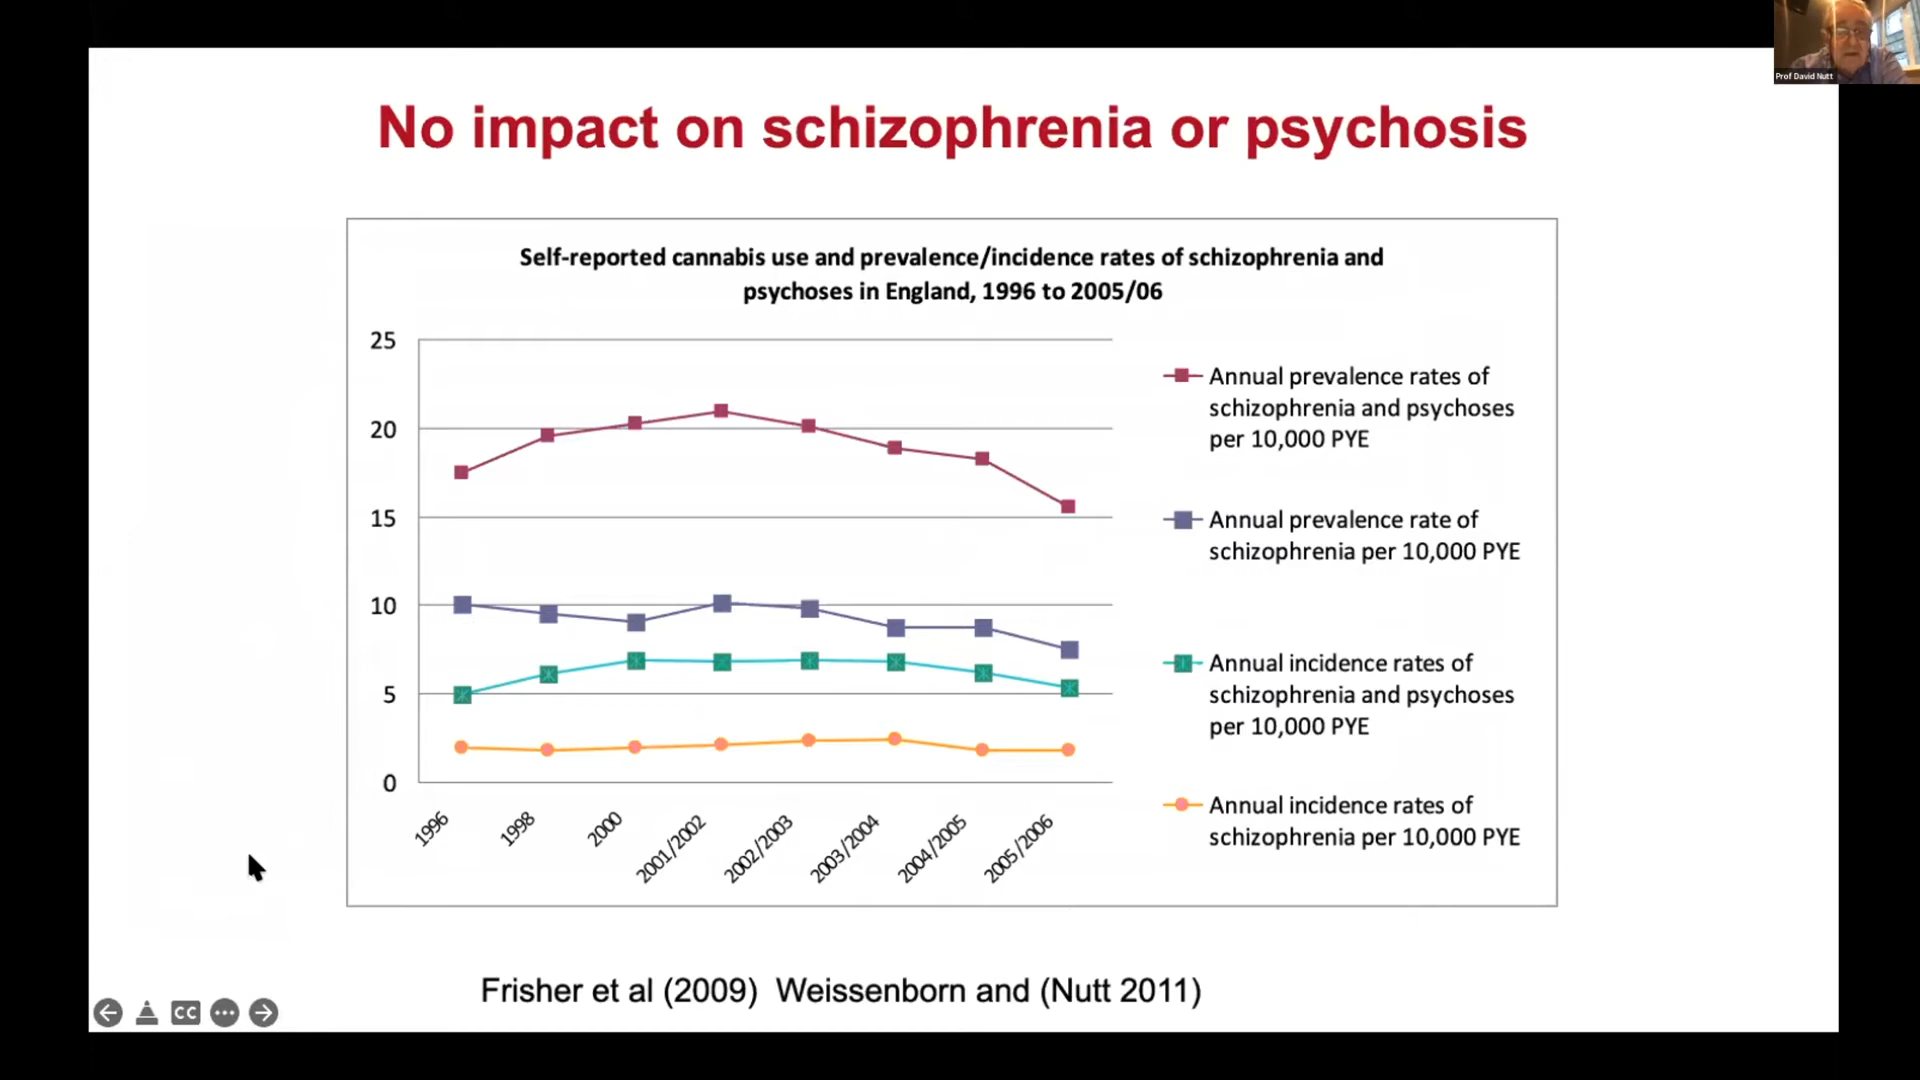 Prof David Nutt
No impact on schizophrenia or psychosis
Self-reported cannabis use and prevalence/incidence rates of schizophrenia and
psychoses in England, 1996 to 2005/06
25
20
15
10
5
0
1996
1998
2000
2001/2002
2002/2003
2003/2004
2004/2005
2005/2006
Annual prevalence rates of
schizophrenia and psychoses
per 10,000 PYE
Annual prevalence rate of
schizophrenia per 10,000 PYE
Annual incidence rates of
schizophrenia and psychoses
per 10,000 PYE
Annual incidence rates of
schizophrenia per 10,000 PYE
Frisher et al (2009) Weissenborn and (Nutt 2011)
CC